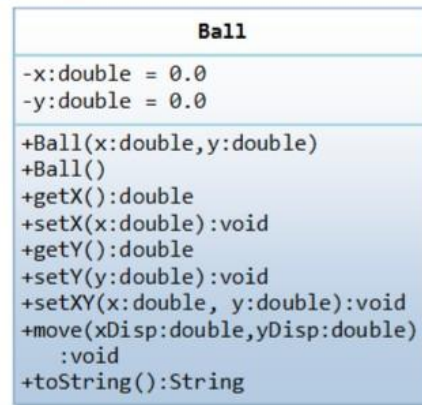 Ball
-x:double = 0.0
-y:double = 0.0
+Ball(x:double,y:double)
+Ball()
+getX():double
+setX(x:double):void
+getY():double
+setY(y:double):void
+setXY(x:double, y:double):void
+move(xDisp:double,yDisp:double)
:void
+toString():String